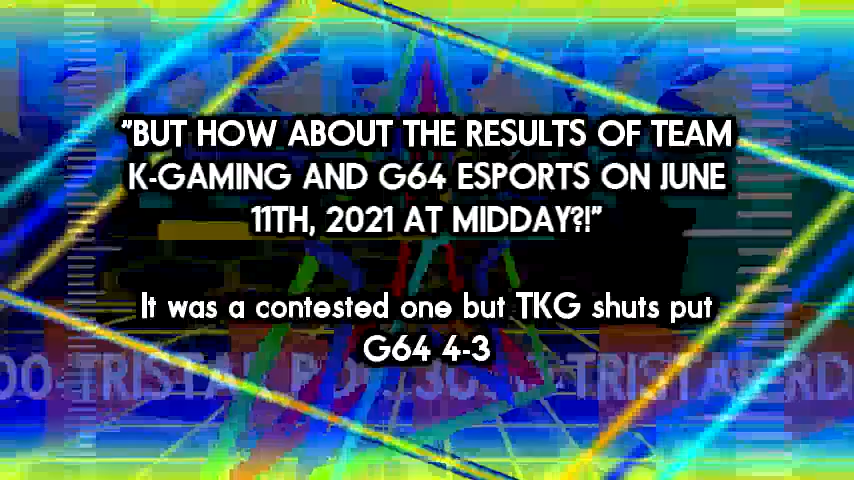 "BUT HOW ABOUT THE RESULTS OF TEAM
K-GAMING AND G64 ESPORTS ON JUNE
11TH, 2021 AT MIDDAY?!"
It was a contested one but TKG shuts put
G64 4-3